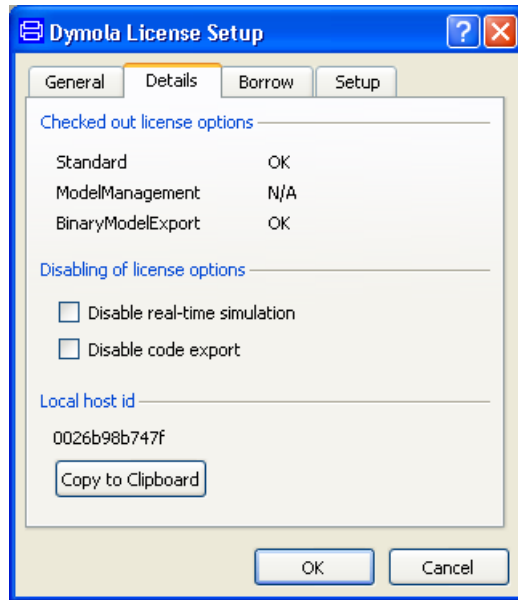 Dymola License Setup
General Details Borrow Setup
Checked out license options
Standard OK
ModelManagement N/A
BinaryModelExport OK
Disabling of license options
Disable real-time simulation
Disable code export
Local host id
0026b98b747f
Copy to Clipboard
OK Cancel